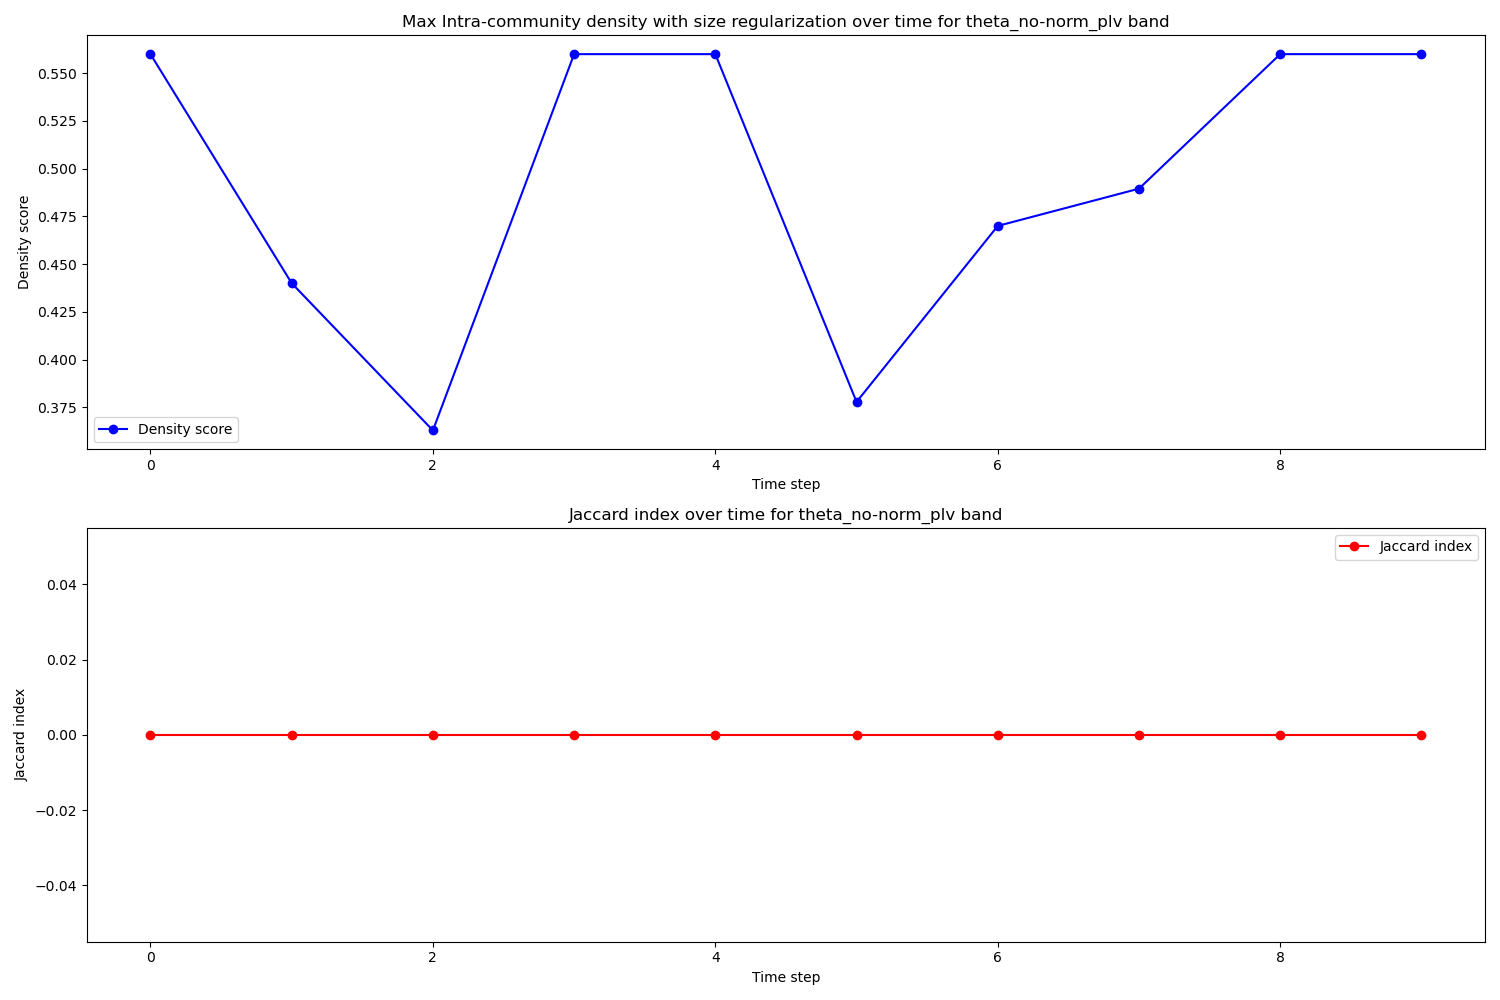 Max Intra-community density with size regularization over time for theta_no-norm_plv band
Density score
0.550
0.525
0.500
0.475
0.450
0.425
0.400
0.375
Density score
0 2 4 6 8
Time step
Jaccard index over time for theta_no-norm_plv band
Jaccard index
Jaccard index
0.04
0.02
0.00
−0.02
−0.04
0 2 4 6 8
Time step